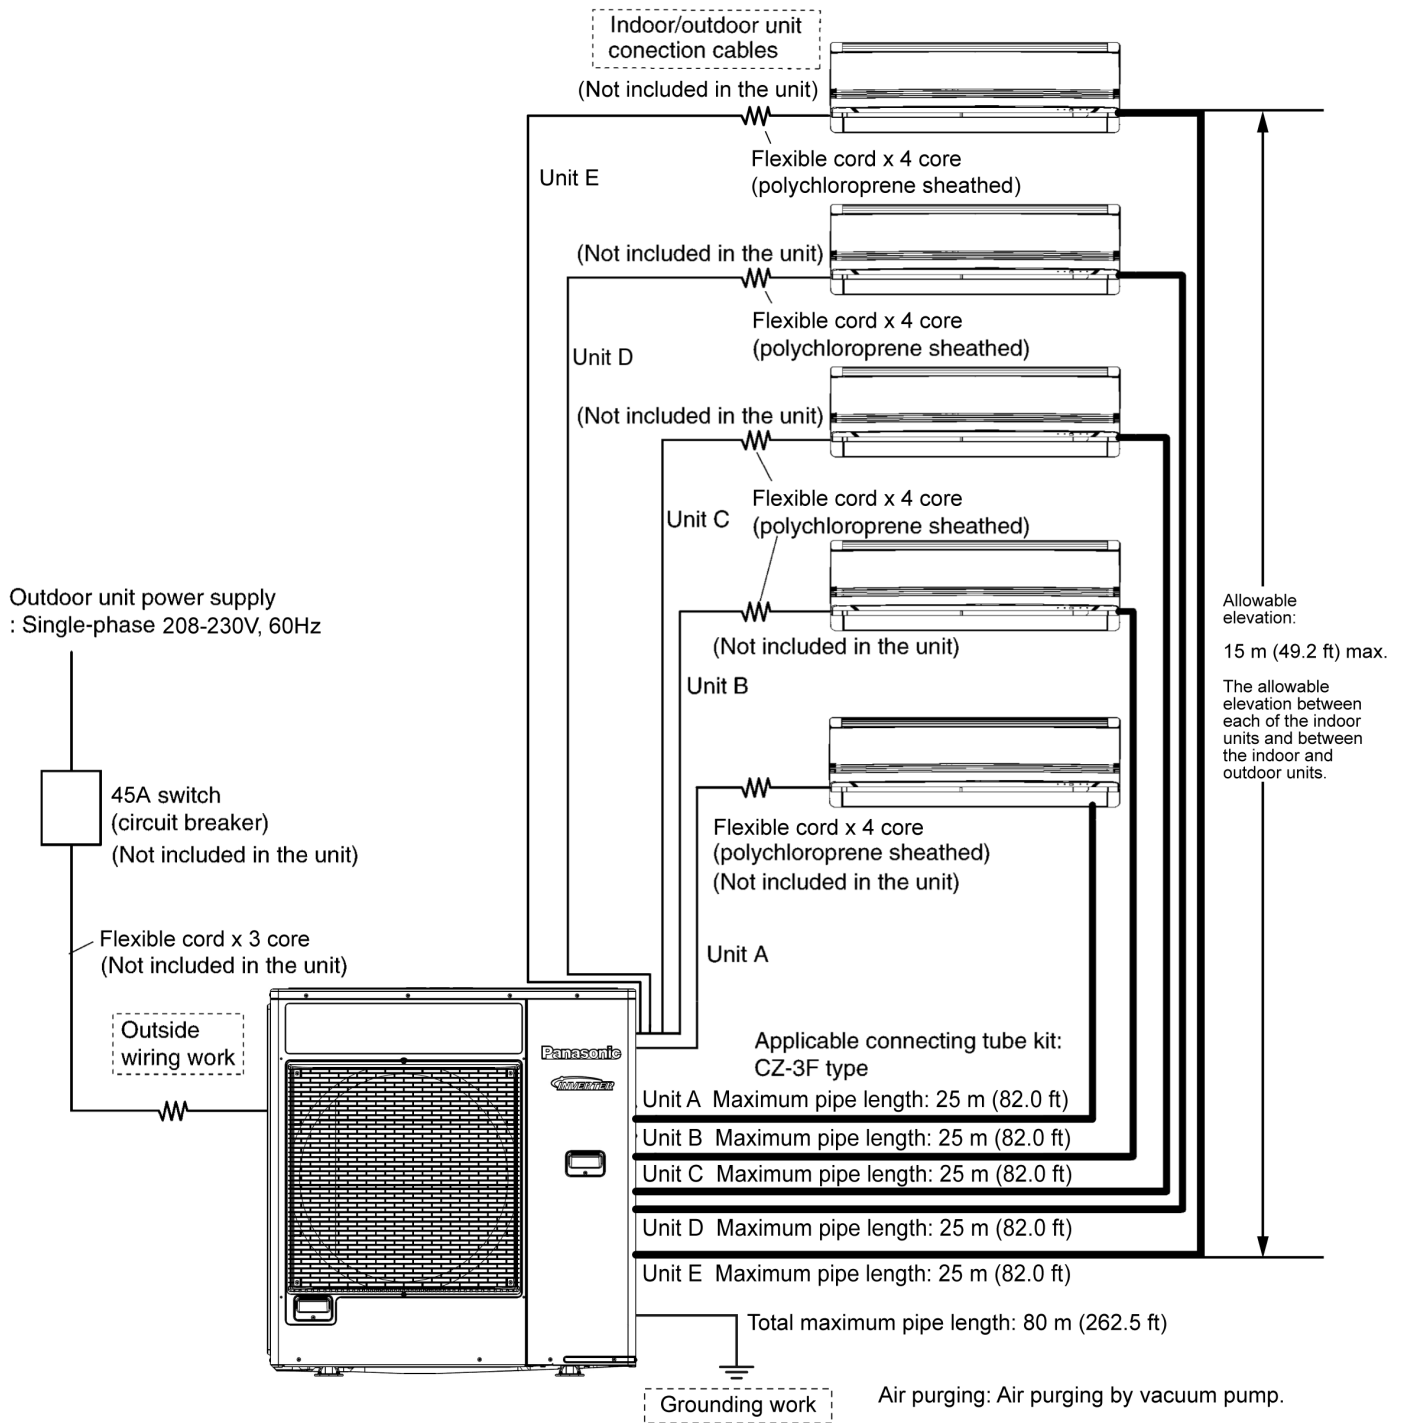 Indoor/outdoor unit
conection cables
(Not included in the unit)
Flexible cord x 4 core
(polychloroprene sheathed)
Unit E
(Not included in the unit)
Flexible cord x 4 core
(polychloroprene sheathed)
Unit D
(Not included in the unit)
Flexible cord x 4 core
(polychloroprene sheathed)
Unit C
(Not included in the unit)
Unit B
Outdoor unit power supply
: Single-phase 208-230V, 60Hz
Allowable
elevation:
15 m (49.2 ft) max.
The allowable
elevation between
each of the indoor
units and between
the indoor and
outdoor units.
45A switch
(circuit breaker)
(Not included in the unit)
Flexible cord x 4 core
(polychloroprene sheathed)
(Not included in the unit)
Unit A
Flexible cord x 3 core
(Not included in the unit)
Outside
wiring work
Panasonic
INVERTER
Applicable connecting tube kit:
CZ-3F type
Unit A Maximum pipe length: 25 m (82.0 ft)
Unit B Maximum pipe length: 25 m (82.0 ft)
Unit C Maximum pipe length: 25 m (82.0 ft)
Unit D Maximum pipe length: 25 m (82.0 ft)
Unit E Maximum pipe length: 25 m (82.0 ft)
Total maximum pipe length: 80 m (262.5 ft)
Grounding work
Air purging: Air purging by vacuum pump.